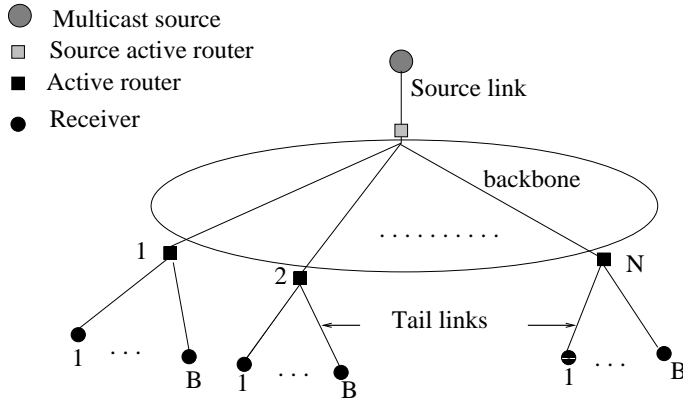 Multicast source
Source active router
Active router
Receiver
Source link
backbone
. . . . . . . . . .
1
2
N
Tail links
1 . . . B
1 . . . B
1 . . . B